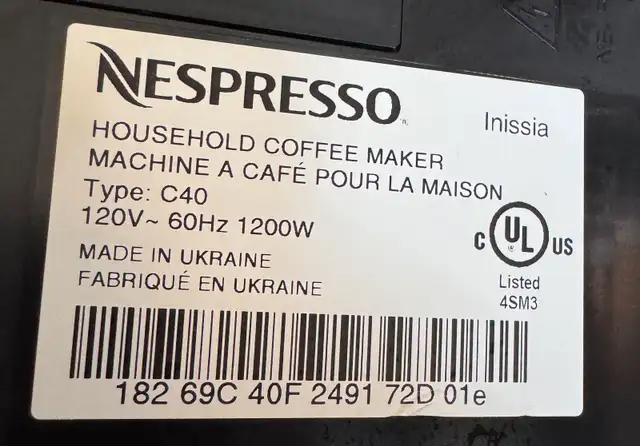 NESPRESSO
Inissia
HOUSEHOLD COFFEE MAKER
MACHINE A CAFÉ POUR LA MAISON
Type: C40
120V~ 60Hz 1200W
MADE IN UKRAINE
FABRIQUÉ EN UKRAINE
C UL US
Listed
4SM3
182 69C 40F 2491 72D 01e